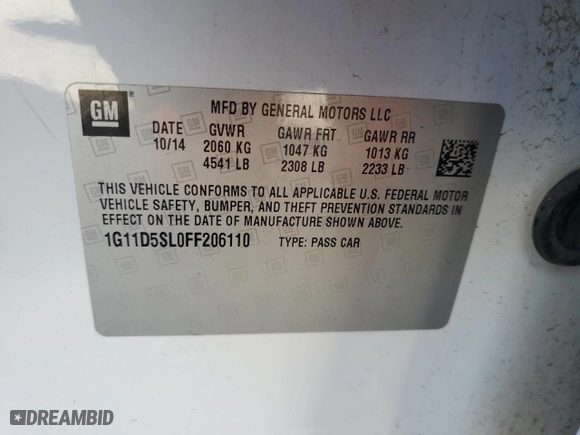 GM
MFD BY GENERAL MOTORS LLC
DATE GVWR GAWR FRT GAWR RR
10/14 2060 KG 1047 KG 1013 KG
4541 LB 2308 LB 2233 LB
THIS VEHICLE CONFORMS TO ALL APPLICABLE U.S. FEDERAL MOTOR
VEHICLE SAFETY, BUMPER, AND THEFT PREVENTION STANDARDS IN
EFFECT ON THE DATE OF MANUFACTURE SHOWN ABOVE.
1G11D5SL0FF206110 TYPE: PASS CAR
DREAMBID